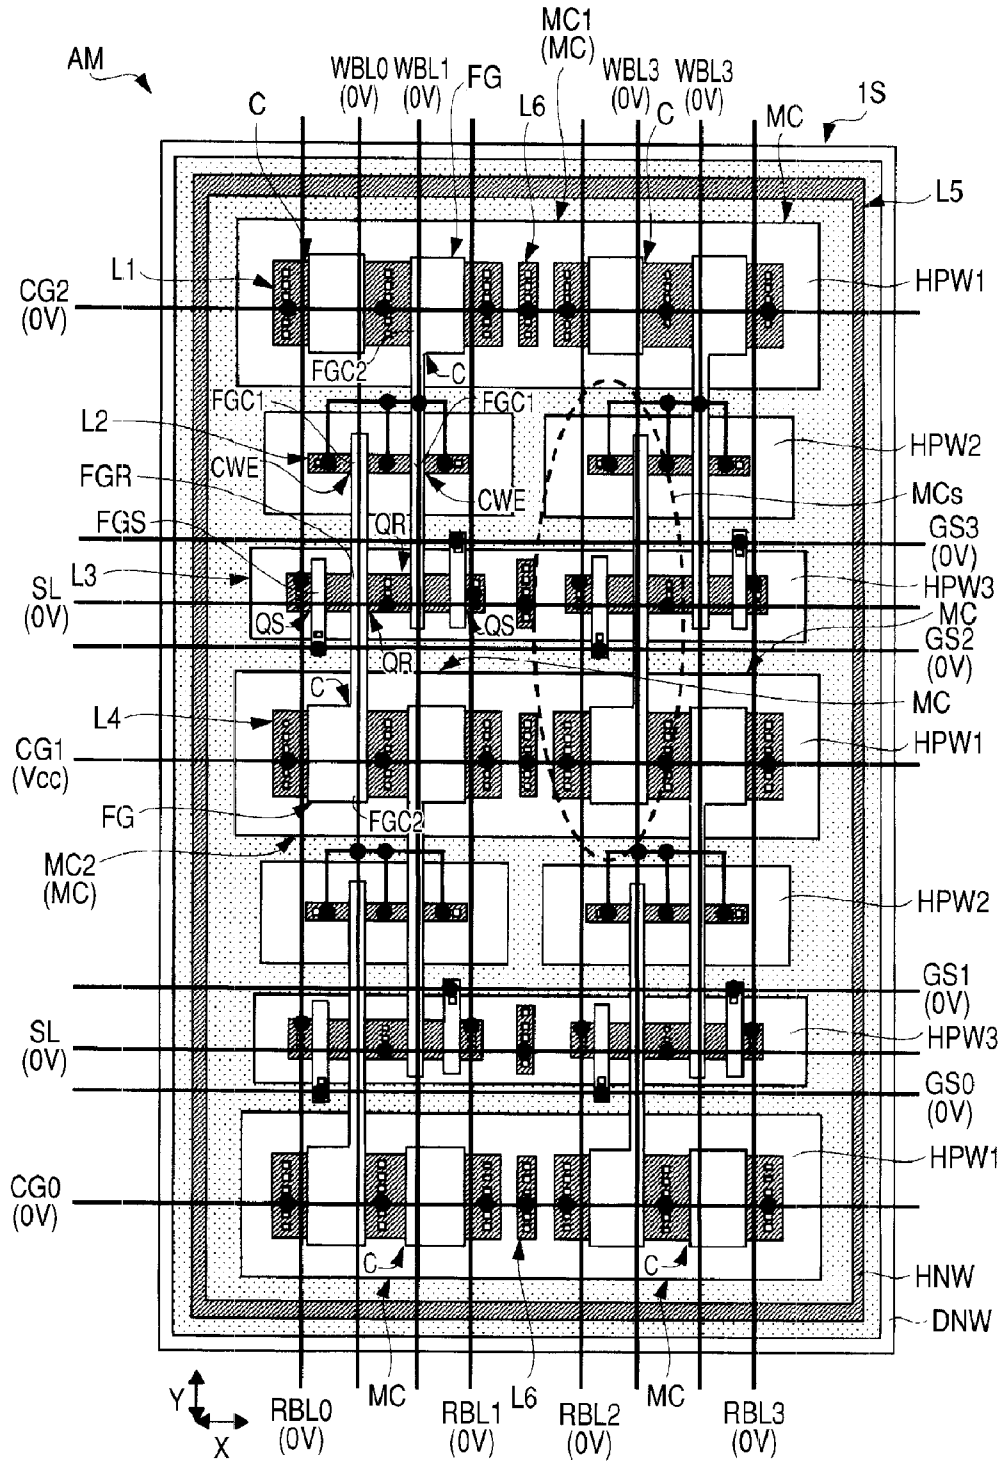 AM
MC1
(MC)
WBL0 WBL1
(0V) (0V)
FG
WBL3 WBL3
(0V) (0V)
C
L6
C
1S
MC
L5
L1
HPW1
CG2
(0V)
FGC2
C
FGC1
FGC1
L2
HPW2
CWE
CWE
FGR
MCs
FGS
QR
GS3
(0V)
L3
HPW3
SL
(0V)
QS
QS
MC
GS2
(0V)
QR
C
MC
L4
HPW1
CG1
(Vcc)
FG
FGC2
MC2
(MC)
HPW2
GS1
(0V)
SL
(0V)
HPW3
GS0
(0V)
HPW1
CG0
(0V)
C
C
HNW
DNW
Y
X
RBL0
(0V)
MC
RBL1
(0V)
L6
RBL2
(0V)
MC
RBL3
(0V)